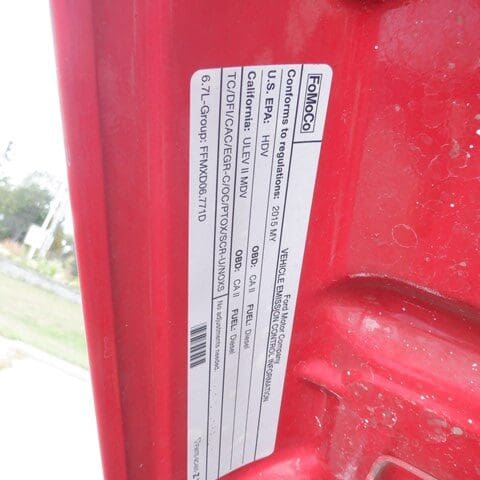 FoMoCo
Ford Motor Company
VEHICLE EMISSION CONTROL INFORMATION
Conforms to regulations: 2015 MY
U.S. EPA: HDV OBD: CA II FUEL: Diesel
California: ULEV II MDV OBD: CA II FUEL: Diesel
TC/DFI/CAC/EGR-C/OC/PTOX/SCR-U/NOXS No adjustments needed.
6.7L-Group: FFMXD06.771D